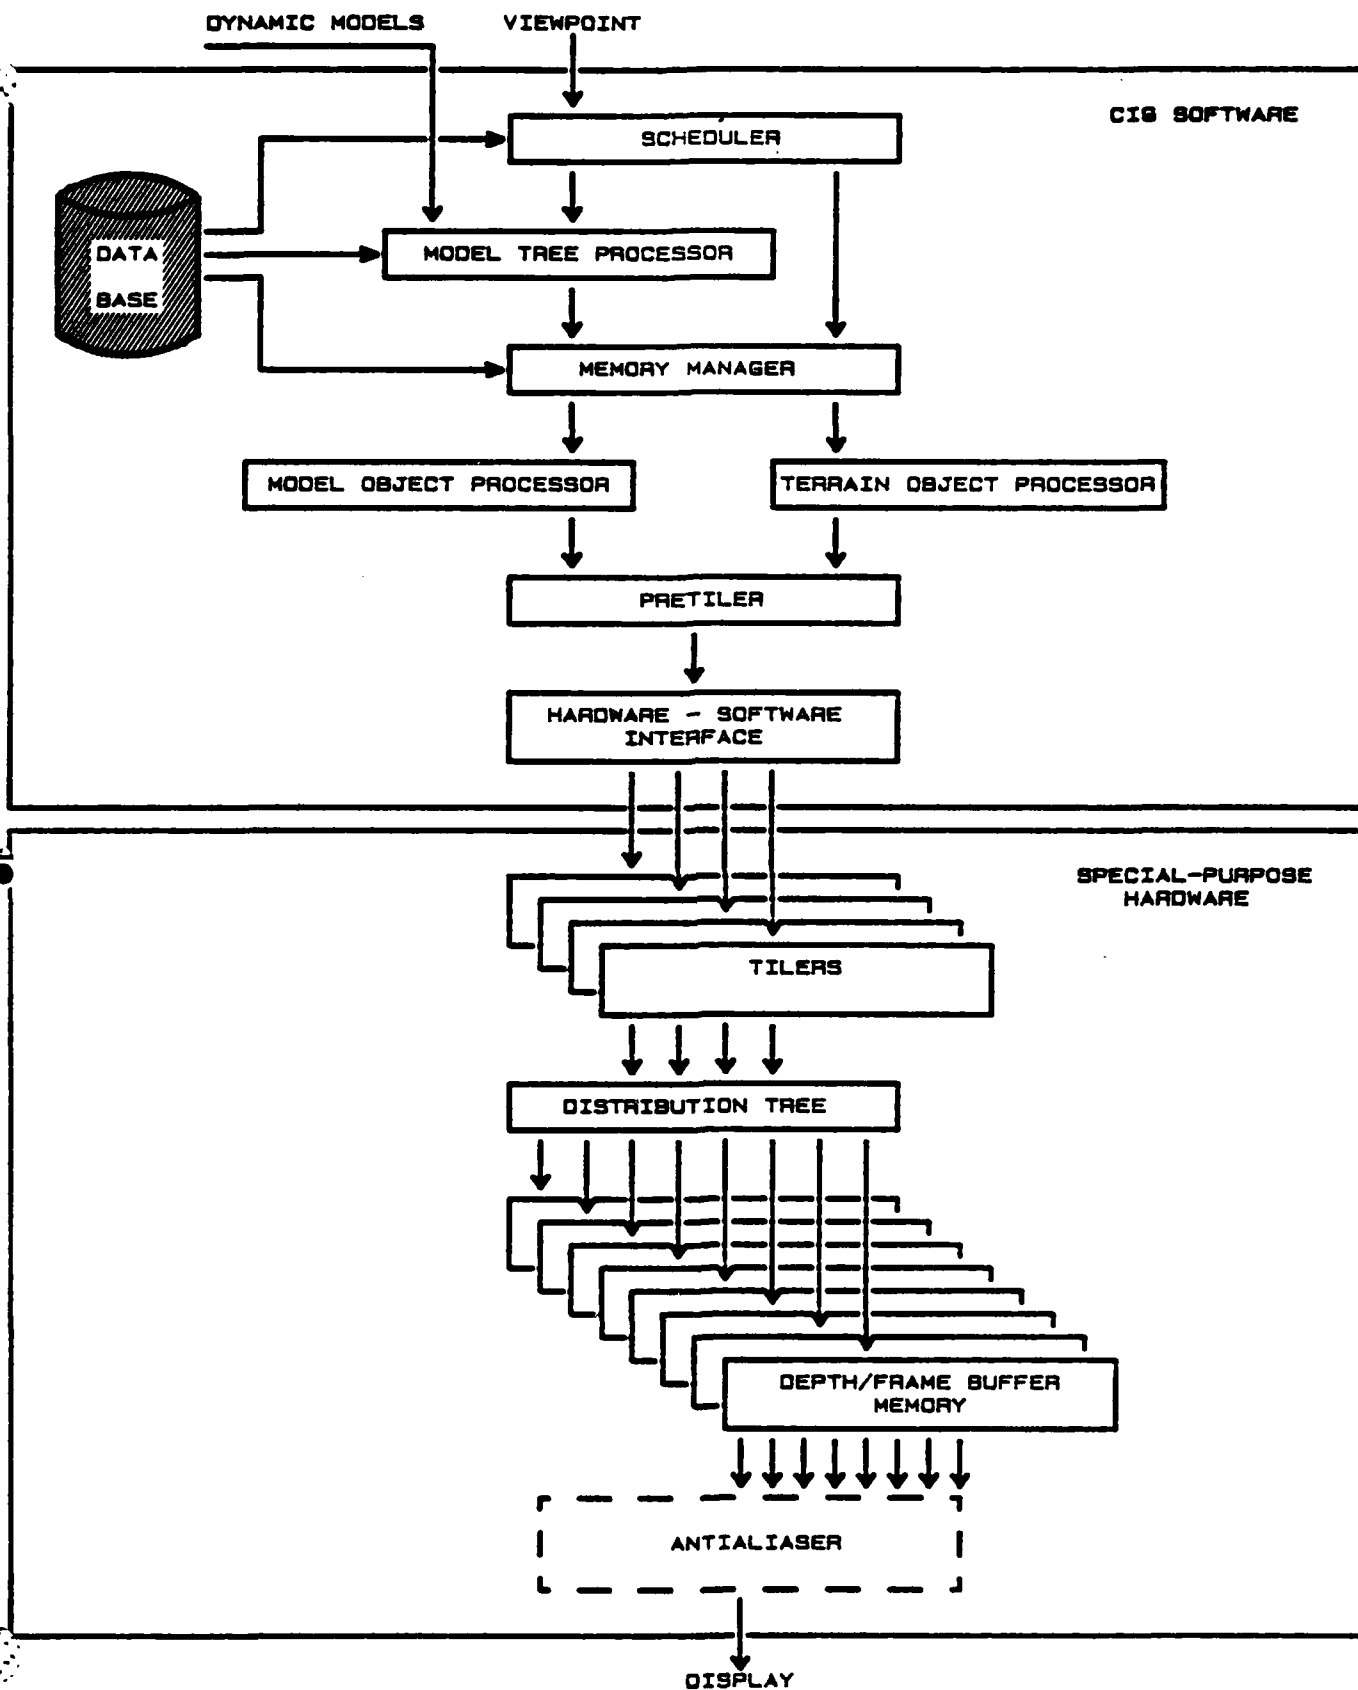 DYNAMIC MODELS
VIEWPOINT
CIG SOFTWARE
SCHEDULER
DATA
BASE
MODEL TREE PROCESSOR
MEMORY MANAGER
MODEL OBJECT PROCESSOR
TERRAIN OBJECT PROCESSOR
PRETILER
HARDWARE - SOFTWARE
INTERFACE
SPECIAL-PURPOSE
HARDWARE
TILERS
DISTRIBUTION TREE
DEPTH/FRAME BUFFER
MEMORY
ANTIALIASER
DISPLAY